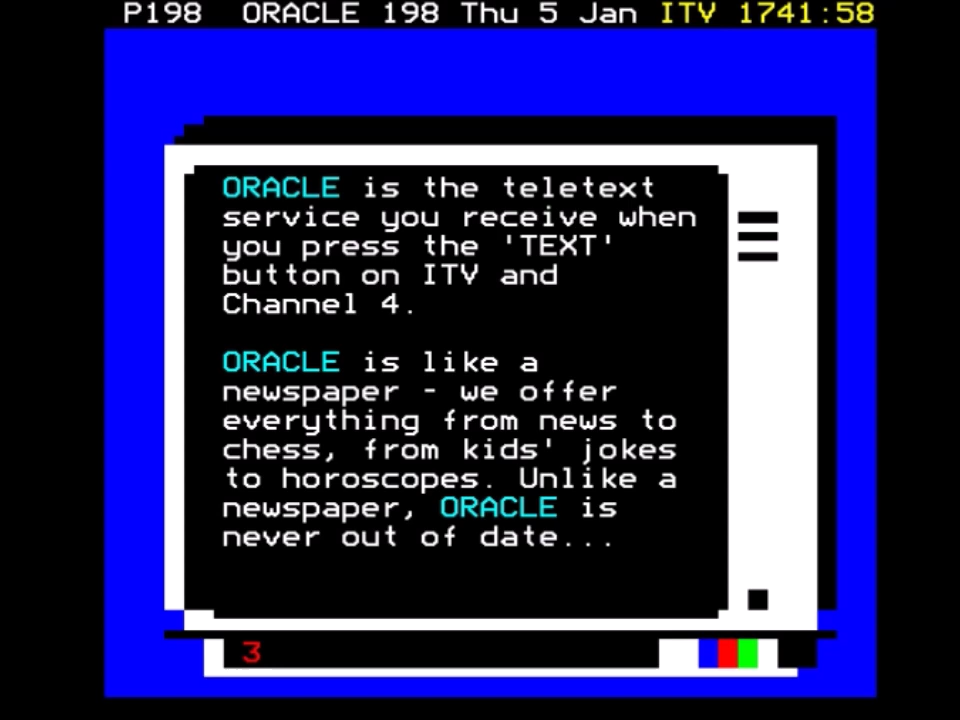 P198 ORACLE 198 Thu 5 Jan ITV 1741:58
ORACLE is the teletext
service you receive when
you press the 'TEXT'
button on ITV and
Channel 4.
ORACLE is like a
newspaper - we offer
everything from news to
chess, from kids' jokes
to horoscopes. Unlike a
newspaper, ORACLE is
never out of date...
3